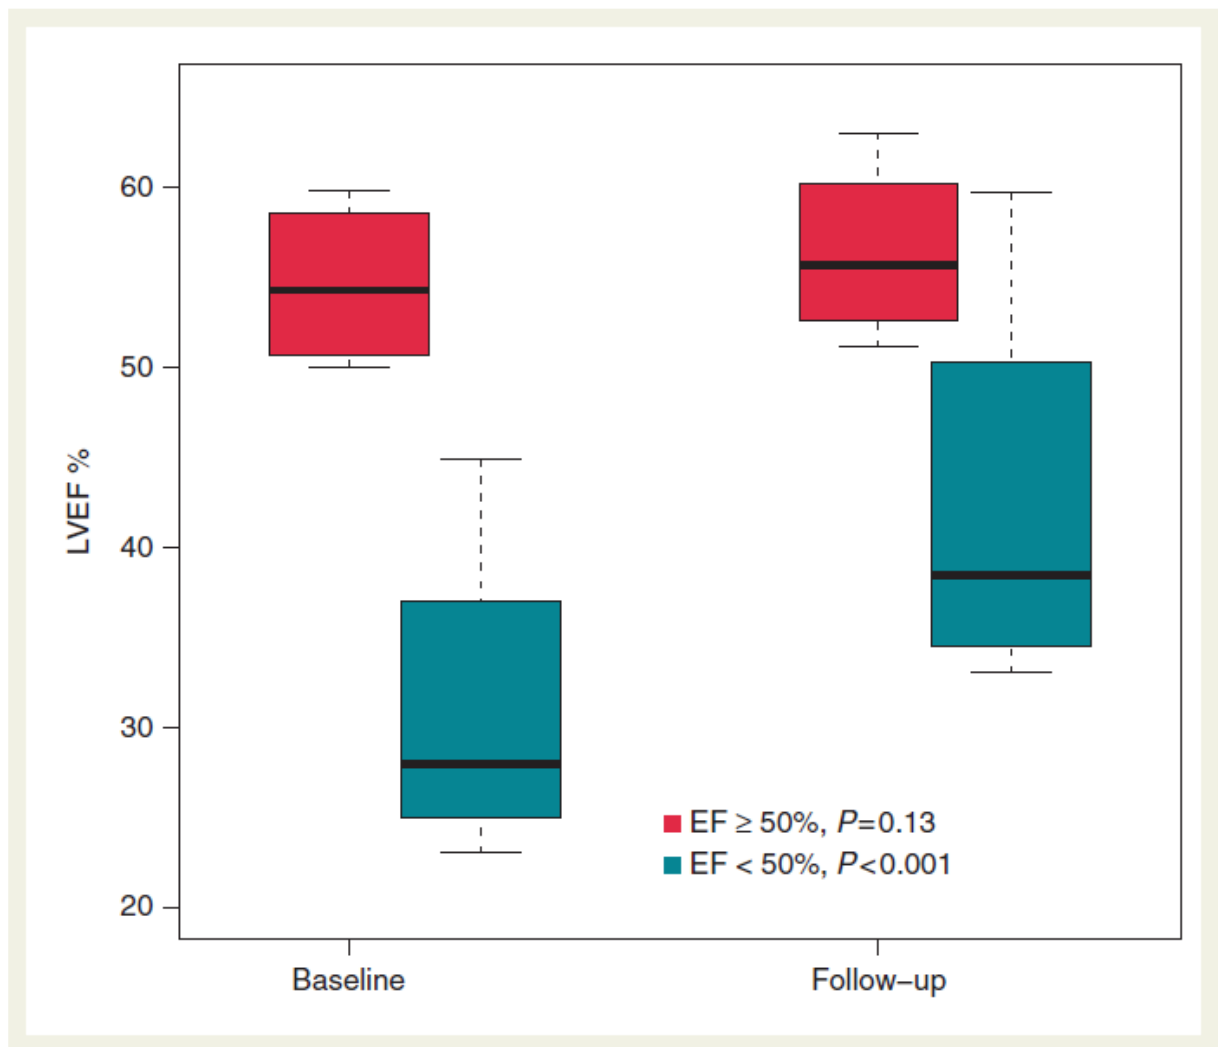 60
50
40
30
20
LVEF %
EF ≥ 50%, P=0.13
EF < 50%, P<0.001
Baseline
Follow–up